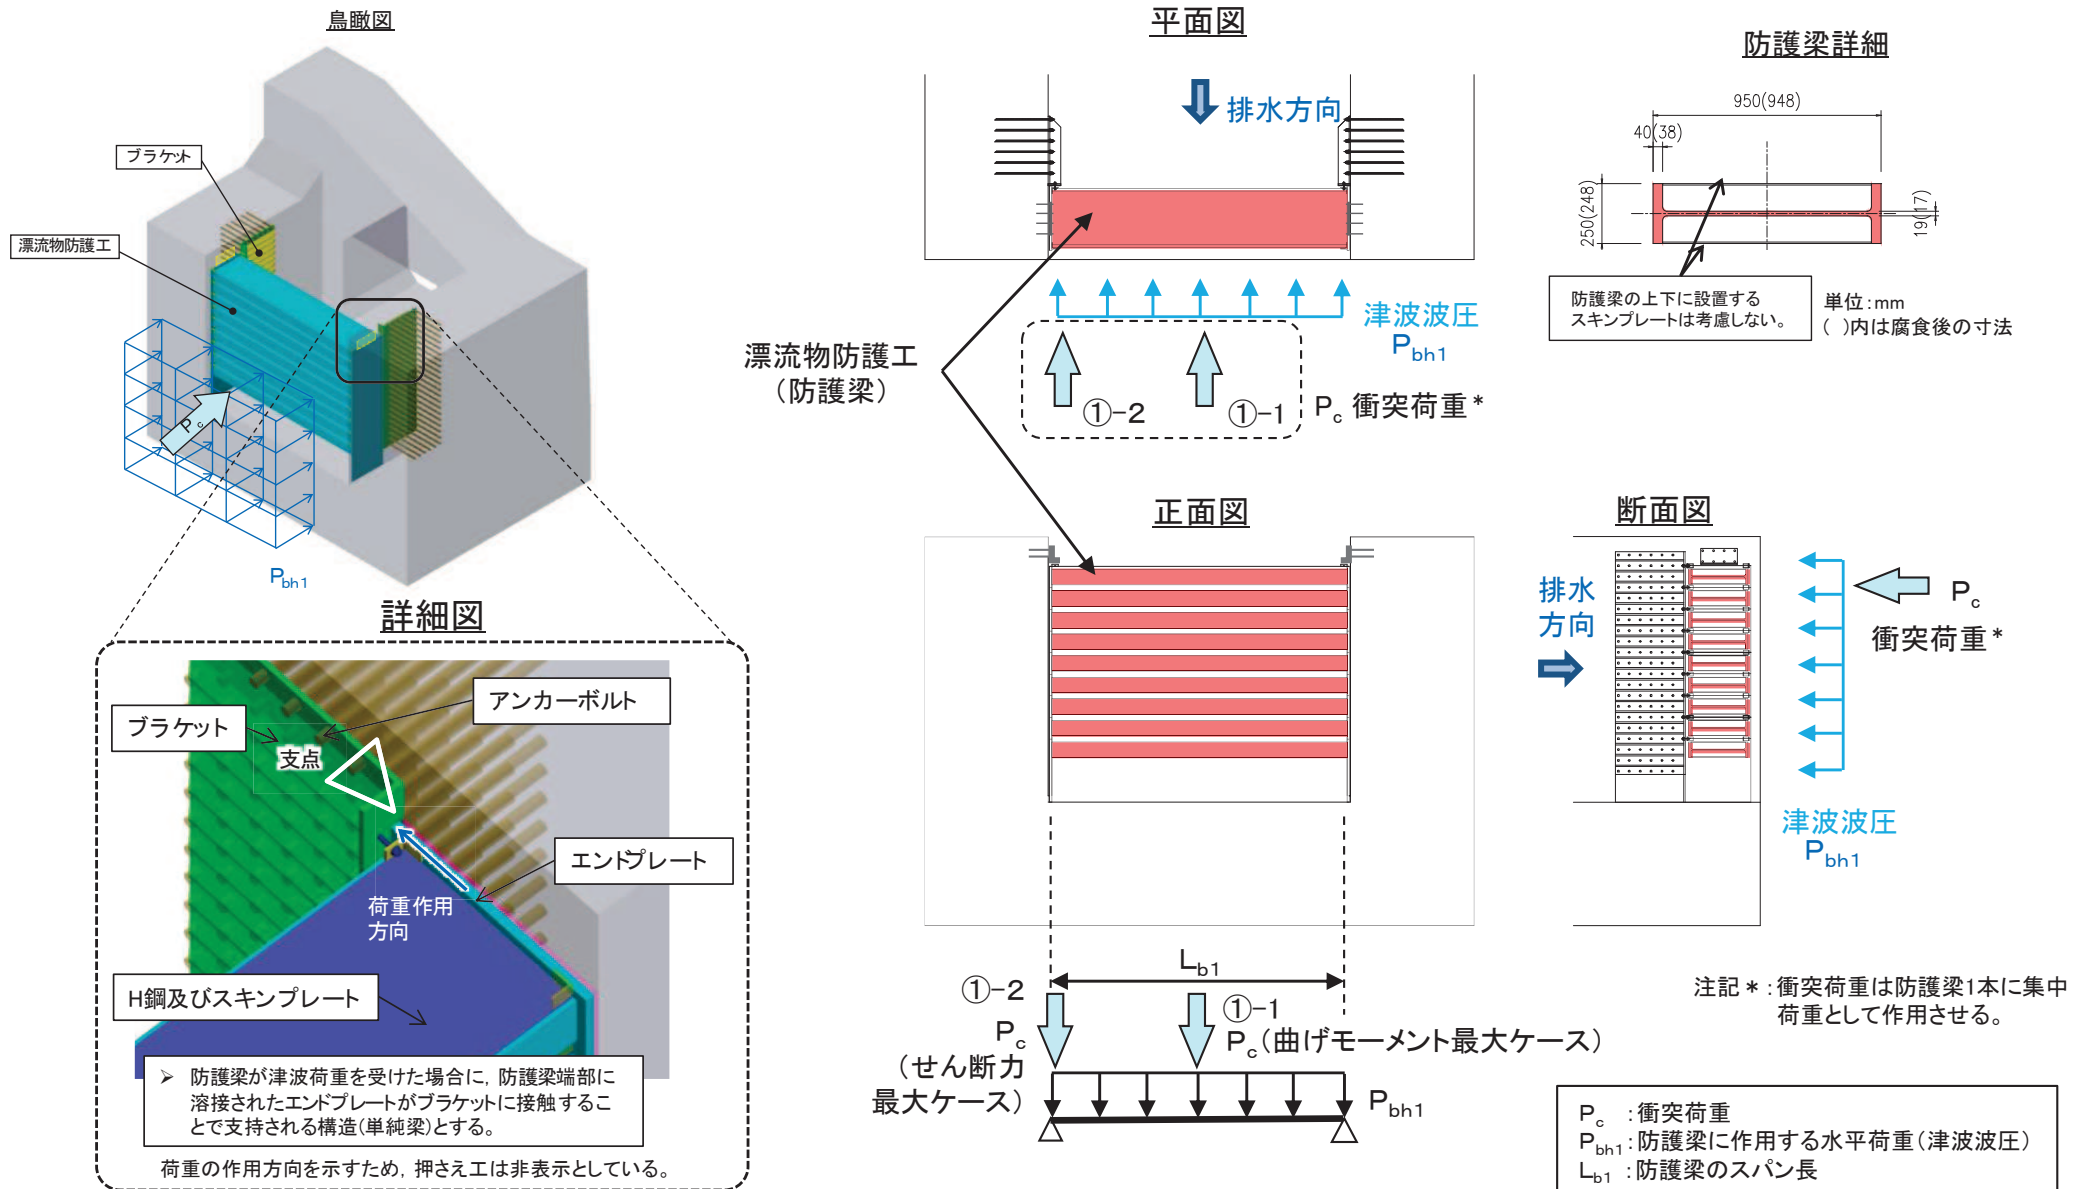 鳥瞰図
ブラケット
漂流物防護工
Pc
Pbh1
詳細図
ブラケット
支点
アンカーボルト
エンドプレート
荷重作用
方向
H鋼及びスキンプレート
➢ 防護梁が津波荷重を受けた場合に，防護梁端部に
溶接されたエンドプレートがブラケットに接触するこ
とで支持される構造（単純梁）とする。
荷重の作用方向を示すため，押さえ工は非表示としている。
平面図
排水方向
津波波圧
Pbh1
漂流物防護工
（防護梁）
①-2
①-1
Pc 衝突荷重*
防護梁詳細
950(948)
40(38)
250(248)
19(17)
防護梁の上下に設置する
スキンプレートは考慮しない。
単位：mm
（ ）内は腐食後の寸法
正面図
断面図
排水
方向
Pc
衝突荷重*
津波波圧
Pbh1
Lb1
①-2
Pc
（せん断力
最大ケース）
①-1
Pc（曲げモーメント最大ケース）
Pbh1
注記*：衝突荷重は防護梁1本に集中
荷重として作用させる。
Pc ：衝突荷重
Pbh1：防護梁に作用する水平荷重（津波波圧）
Lb1 ：防護梁のスパン長